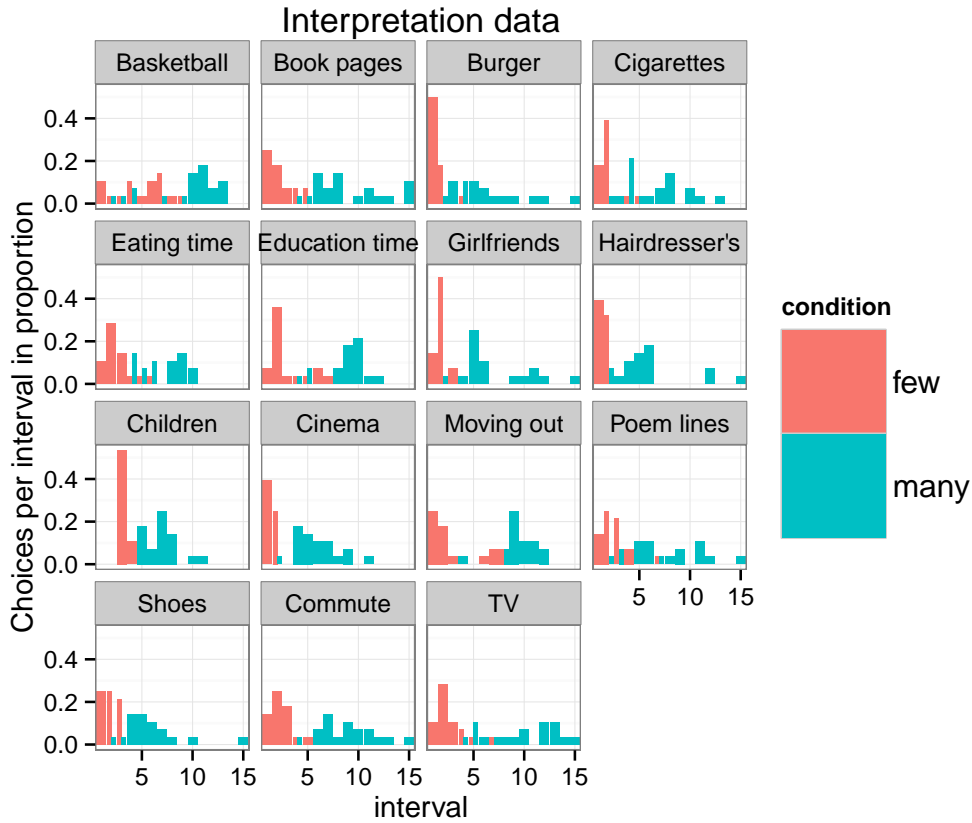 Interpretation data
Basketball Book pages Burger Cigarettes
0.4
0.2
0.0
Eating time Education time Girlfriends Hairdresser's
0.4
0.2
0.0
Children Cinema Moving out Poem lines
0.4
0.2
0.0
5 10 15
Shoes Commute TV
0.4
0.2
0.0
5 10 15 5 10 15 5 10 15
interval
Choices per interval in proportion
condition
few
many